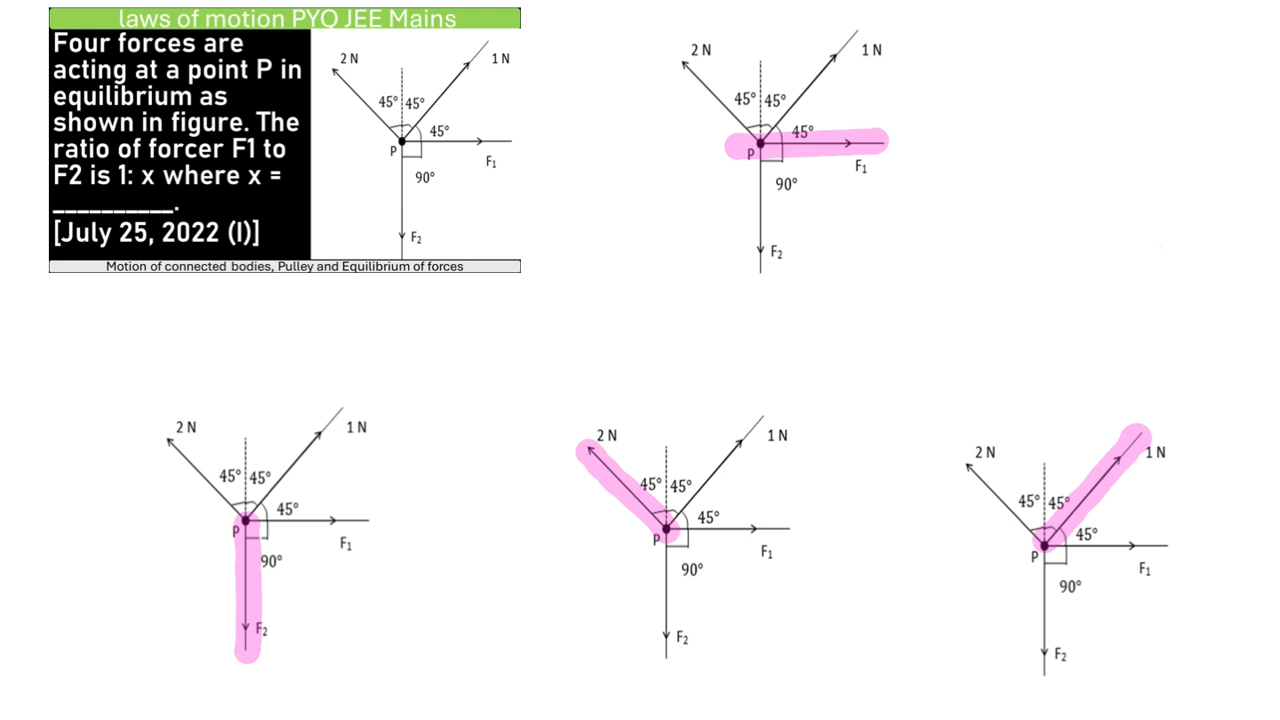 laws of motion PYQ JEE Mains
Four forces are
acting at a point P in
equilibrium as
shown in figure. The
ratio of forcer F1 to
F2 is 1: x where x =
__________.
[July 25, 2022 (I)]
2 N
1 N
45° 45°
45°
P
F₁
90°
F₂
Motion of connected bodies, Pulley and Equilibrium of forces
2 N
1 N
45° 45°
45°
P
F₁
90°
F₂
2 N
1 N
45° 45°
45°
P
F₁
90°
F₂
2 N
1 N
45° 45°
45°
P
F₁
90°
F₂
2 N
1 N
45° 45°
45°
P
F₁
90°
F₂